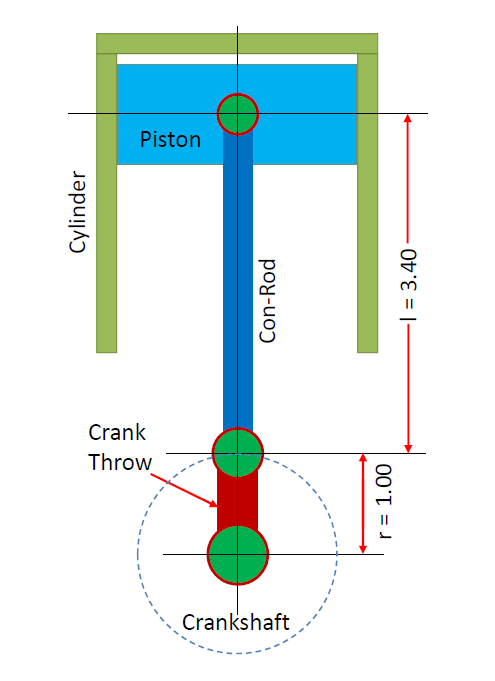 Piston
Cylinder
Con-Rod
l = 3.40
Crank
Throw
r = 1.00
Crankshaft